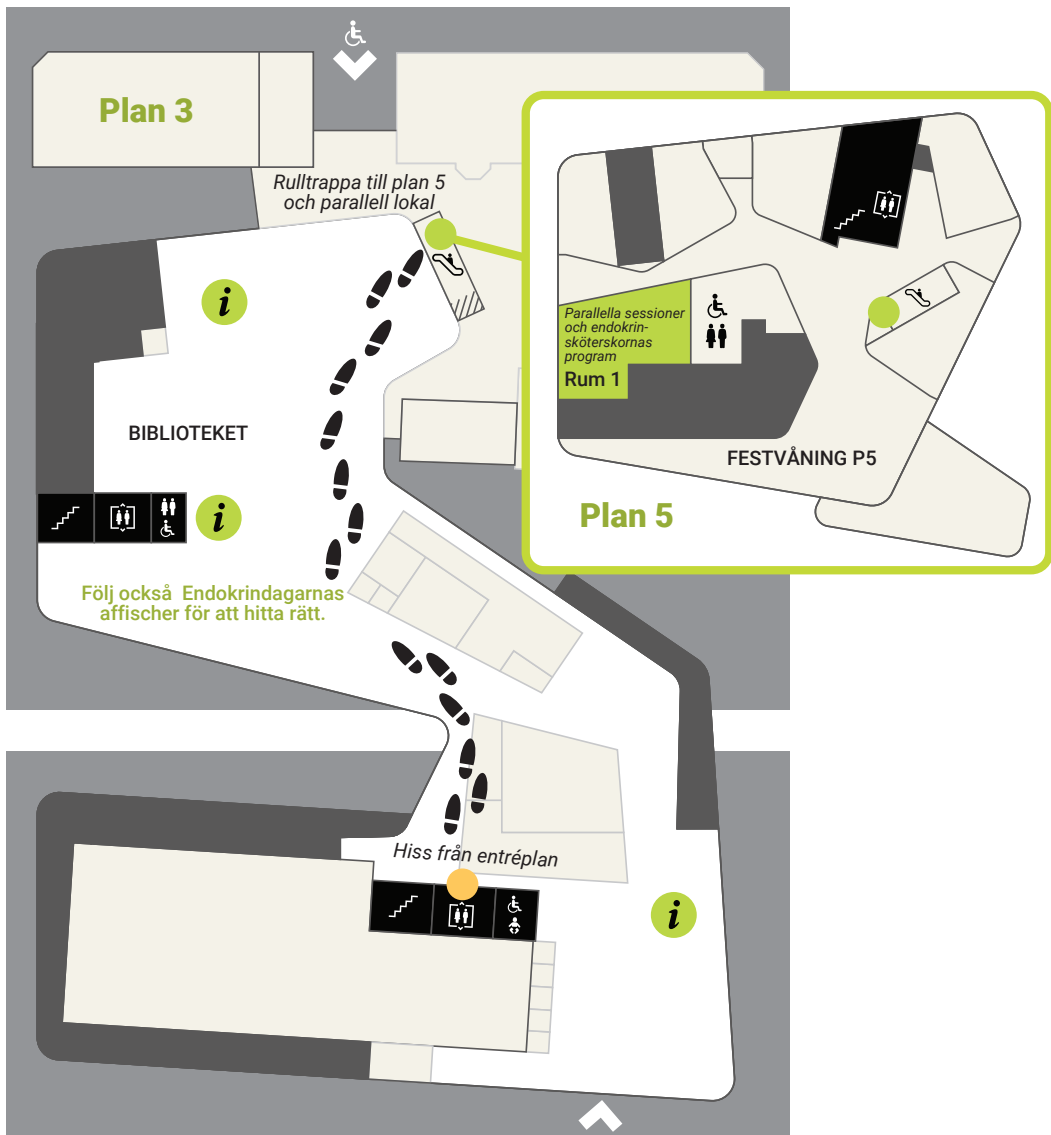 Plan 3
Rulltrappa till plan 5
och parallell lokal
i
BIBLIOTEKET
i
Följ också Endokrindagarnas
affischer för att hitta rätt.
Hiss från entréplan
i
Parallella sessioner
och endokrin-
sköterskornas
program
Rum 1
FESTVÅNING P5
Plan 5